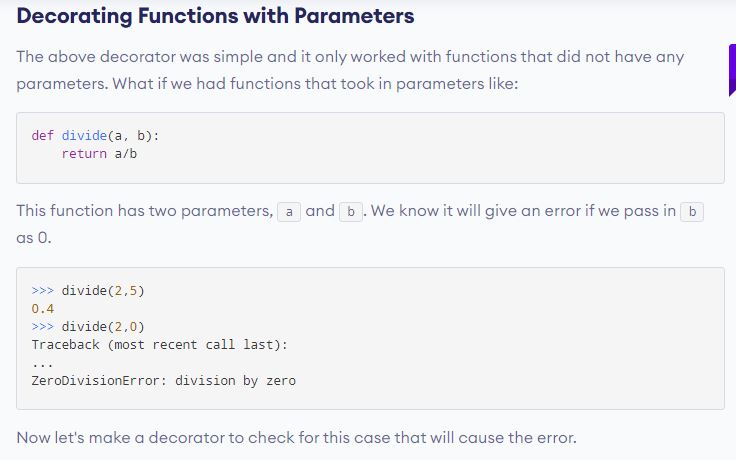 Decorating Functions with Parameters
The above decorator was simple and it only worked with functions that did not have any
parameters. What if we had functions that took in parameters like:
def divide(a, b):
    return a/b
This function has two parameters, a and b . We know it will give an error if we pass in b
as 0.
>>> divide(2,5)
0.4
>>> divide(2,0)
Traceback (most recent call last):
...
ZeroDivisionError: division by zero
Now let's make a decorator to check for this case that will cause the error.